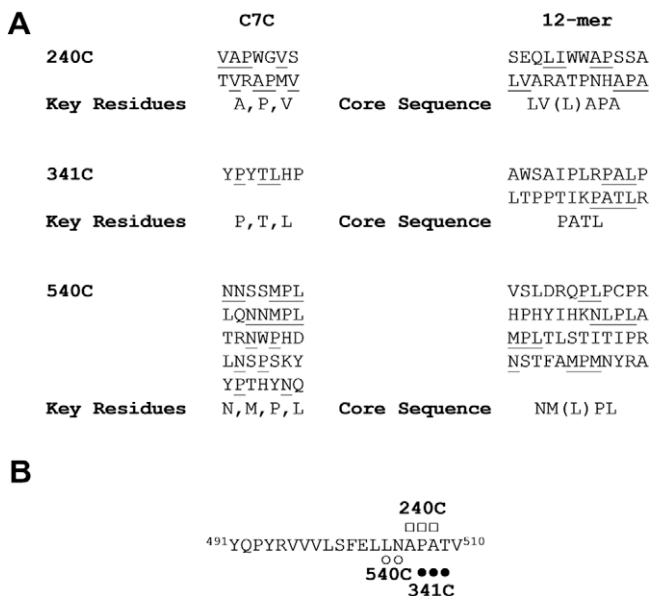 A
C7C 12-mer
240C VAPWGVS SEQLIWWAPSSA
TVRAPMV LVARATPNHAPA
Key Residues A,P,V Core Sequence LV(L)APA
341C YPYTLHP AWSAIPLRPALP
LTPPTIKPATLR
Key Residues P,T,L Core Sequence PATL
540C NNSSMPL VSLDRQPLPCPR
LQNNMPL HPHYIHKNLPLA
TRNWPHD MPLTLSTITIPR
LNSPSKY NSTFAMPMNYRA
YPTHYNQ
Key Residues N,M,P,L Core Sequence NM(L)PL
B
240C
491YQPYRVVVLSFELLNAPATV510
540C
341C